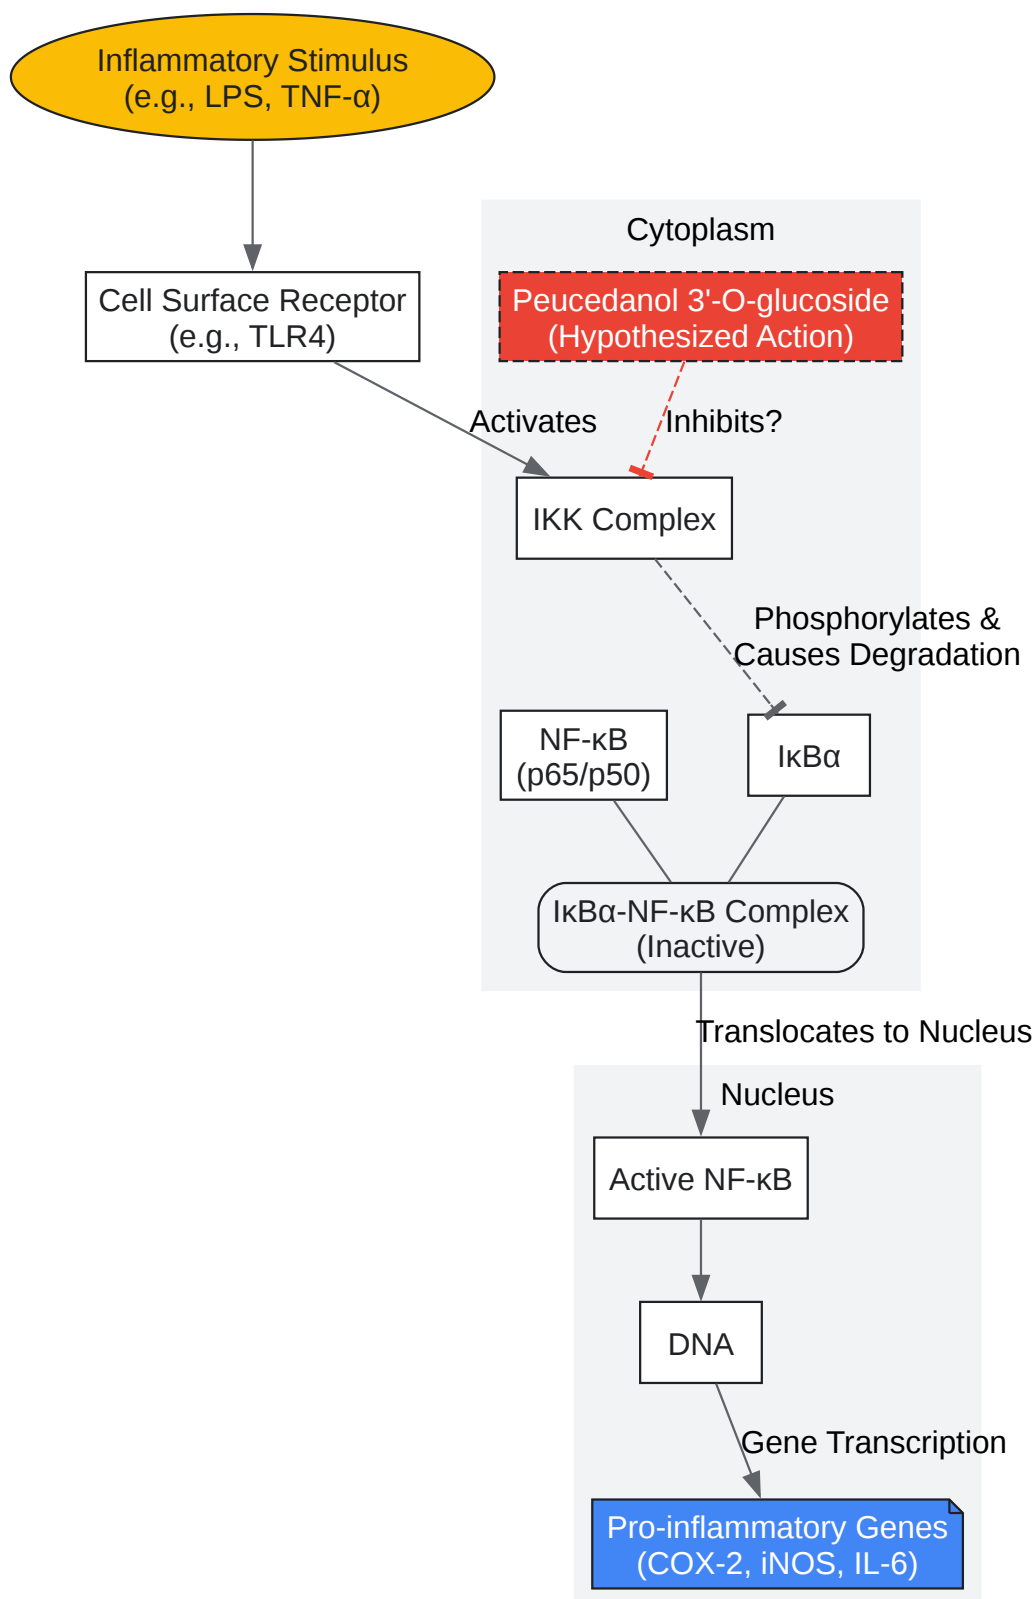 Inflammatory Stimulus
(e.g., LPS, TNF-α)
Cytoplasm
Cell Surface Receptor
(e.g., TLR4)
Peucedanol 3'-O-glucoside
(Hypothesized Action)
Activates
Inhibits?
IKK Complex
Phosphorylates &
Causes Degradation
NF-κB
(p65/p50)
IκBα
IκBα-NF-κB Complex
(Inactive)
Translocates to Nucleus
Nucleus
Active NF-κB
DNA
Gene Transcription
Pro-inflammatory Genes
(COX-2, iNOS, IL-6)